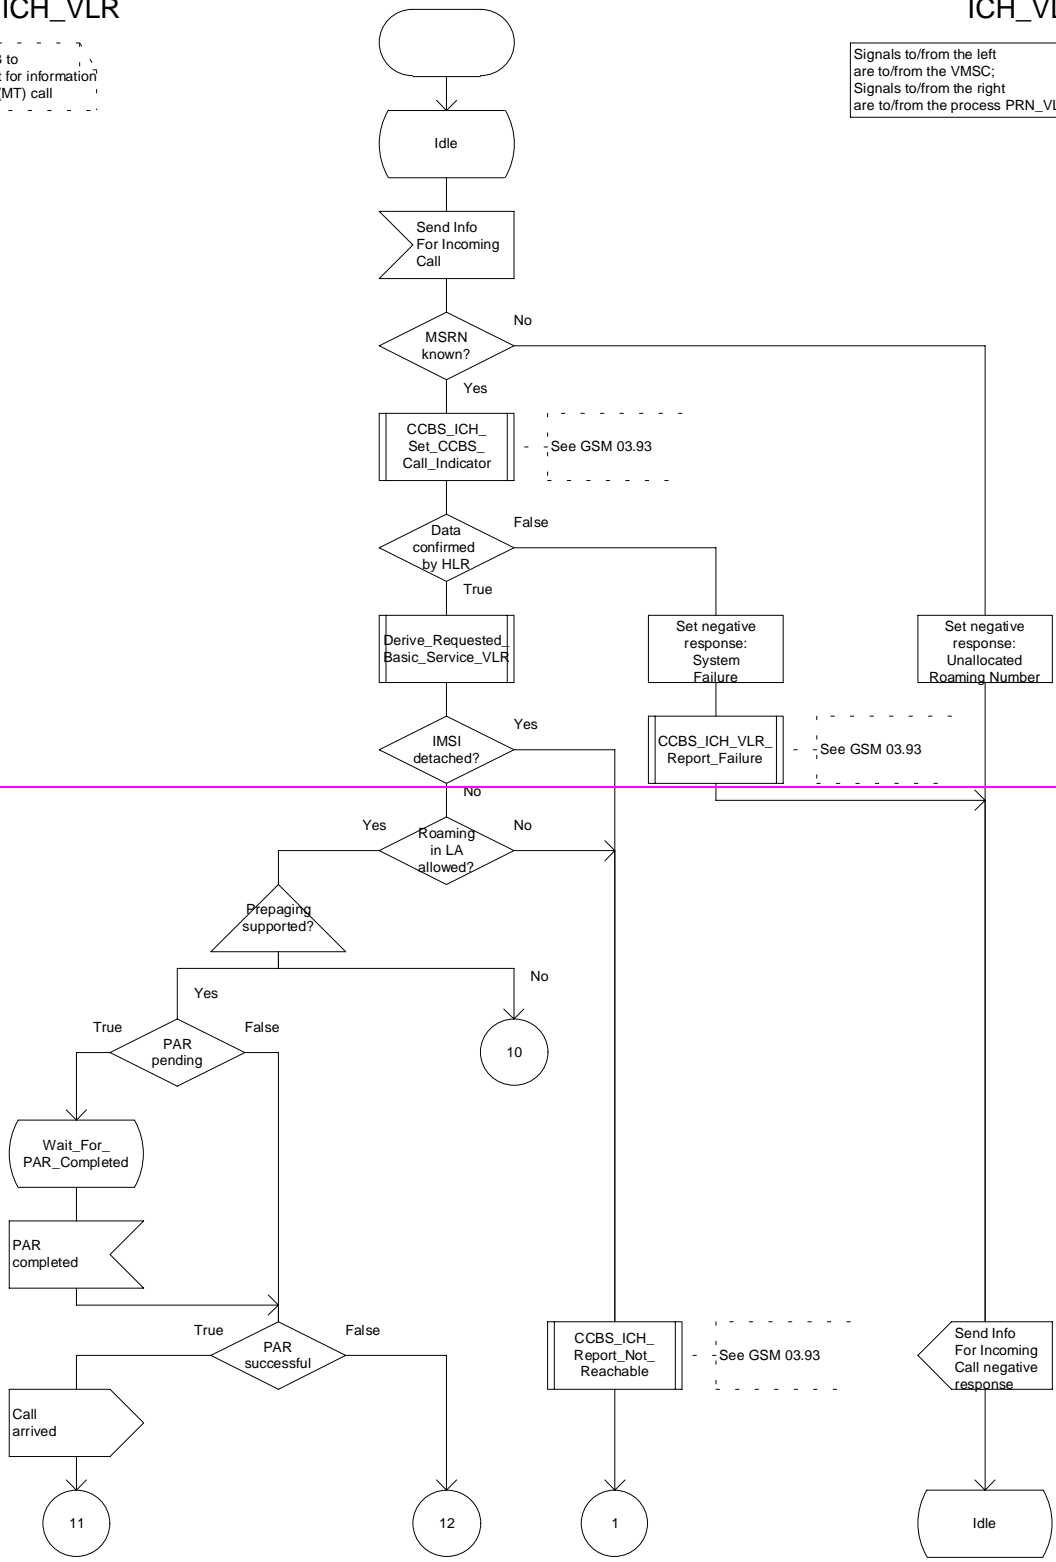 ICH_VLR
ICH_VL
to
t for information
(MT) call
Signals to/from the left
are to/from the VMSC;
Signals to/from the right
are to/from the process PRN_VL
Idle
Send Info
For Incoming
Call
No
MSRN
known?
Yes
CCBS_ICH_
Set_CCBS_
Call_Indicator
See GSM 03.93
False
Data
confirmed
by HLR
True
Derive_Requested_
Basic_Service_VLR
Set negative
response:
System
Failure
Set negative
response:
Unallocated
Roaming Number
Yes
IMSI
detached?
CCBS_ICH_VLR_
Report_Failure
See GSM 03.93
No
Yes
Roaming
in LA
allowed?
No
Prepaging
supported?
No
Yes
True
False
PAR
pending
10
Wait_For_
PAR_Completed
PAR
completed
True
False
PAR
successful
CCBS_ICH_
Report_Not_
Reachable
See GSM 03.93
Send Info
For Incoming
Call negative
response
Call
arrived
11
12
1
Idle